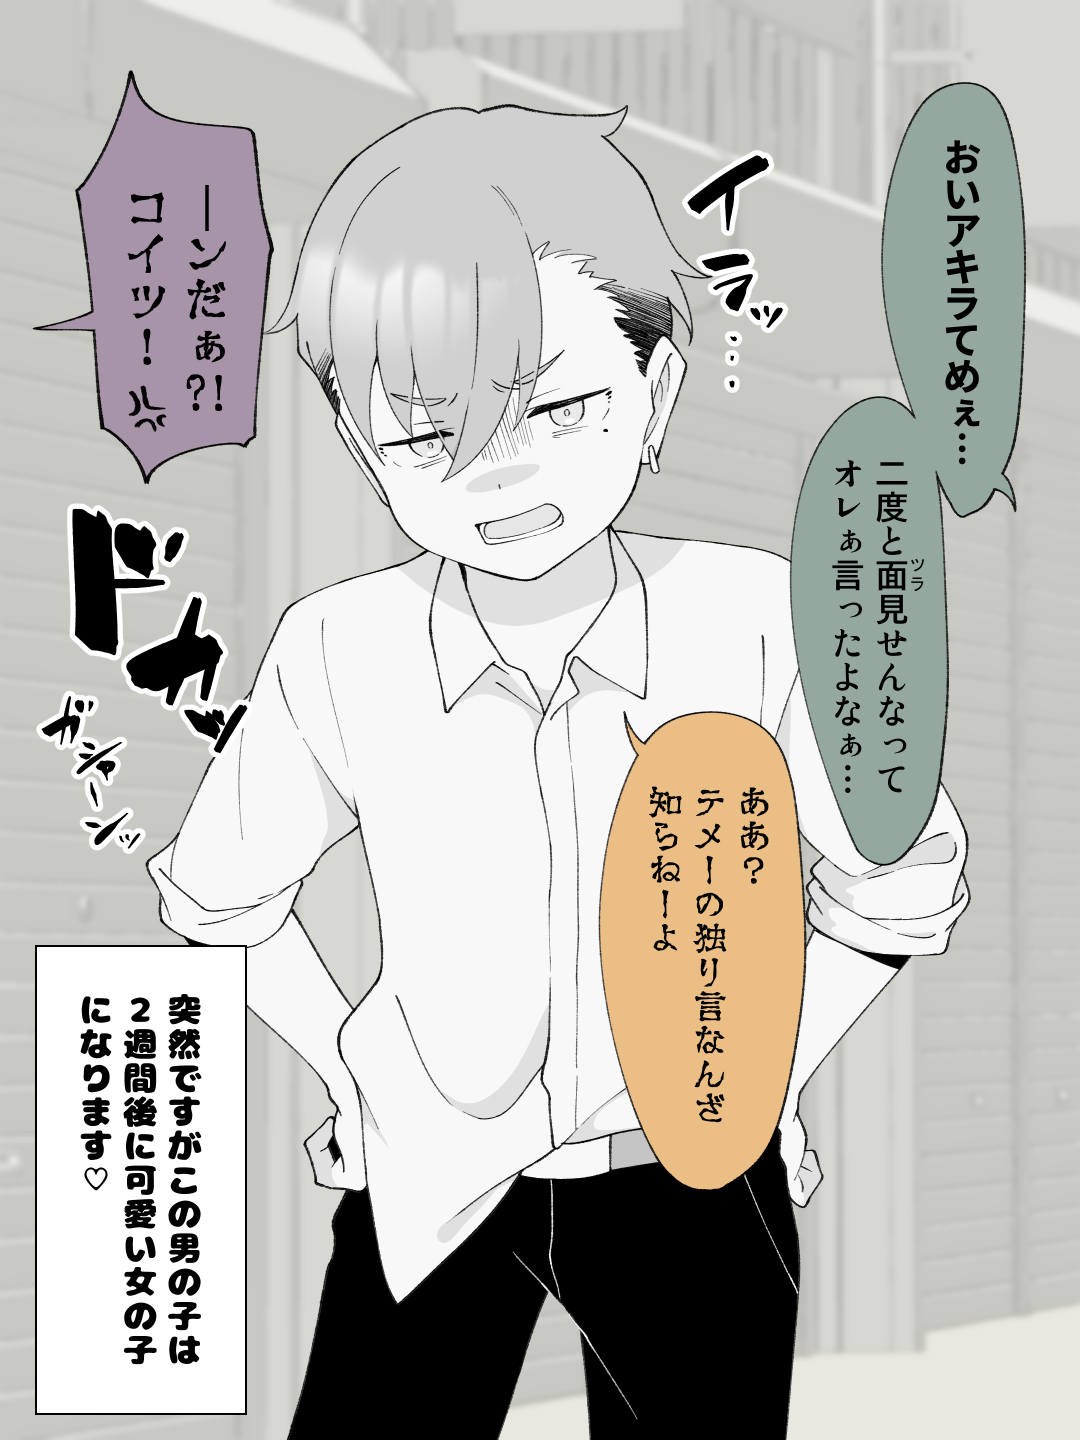 おいアキラてめぇ…
二度と面見せんなって
ツラ
オレぁ言ったよなぁ…
イラッ…
ああ？
テメーの独り言なんざ
知らねーよ
ーンだぁ?!
コイツ！
ドカッ
ガシャーンッ
突然ですがこの男の子は
2週間後に可愛い女の子
になります♡